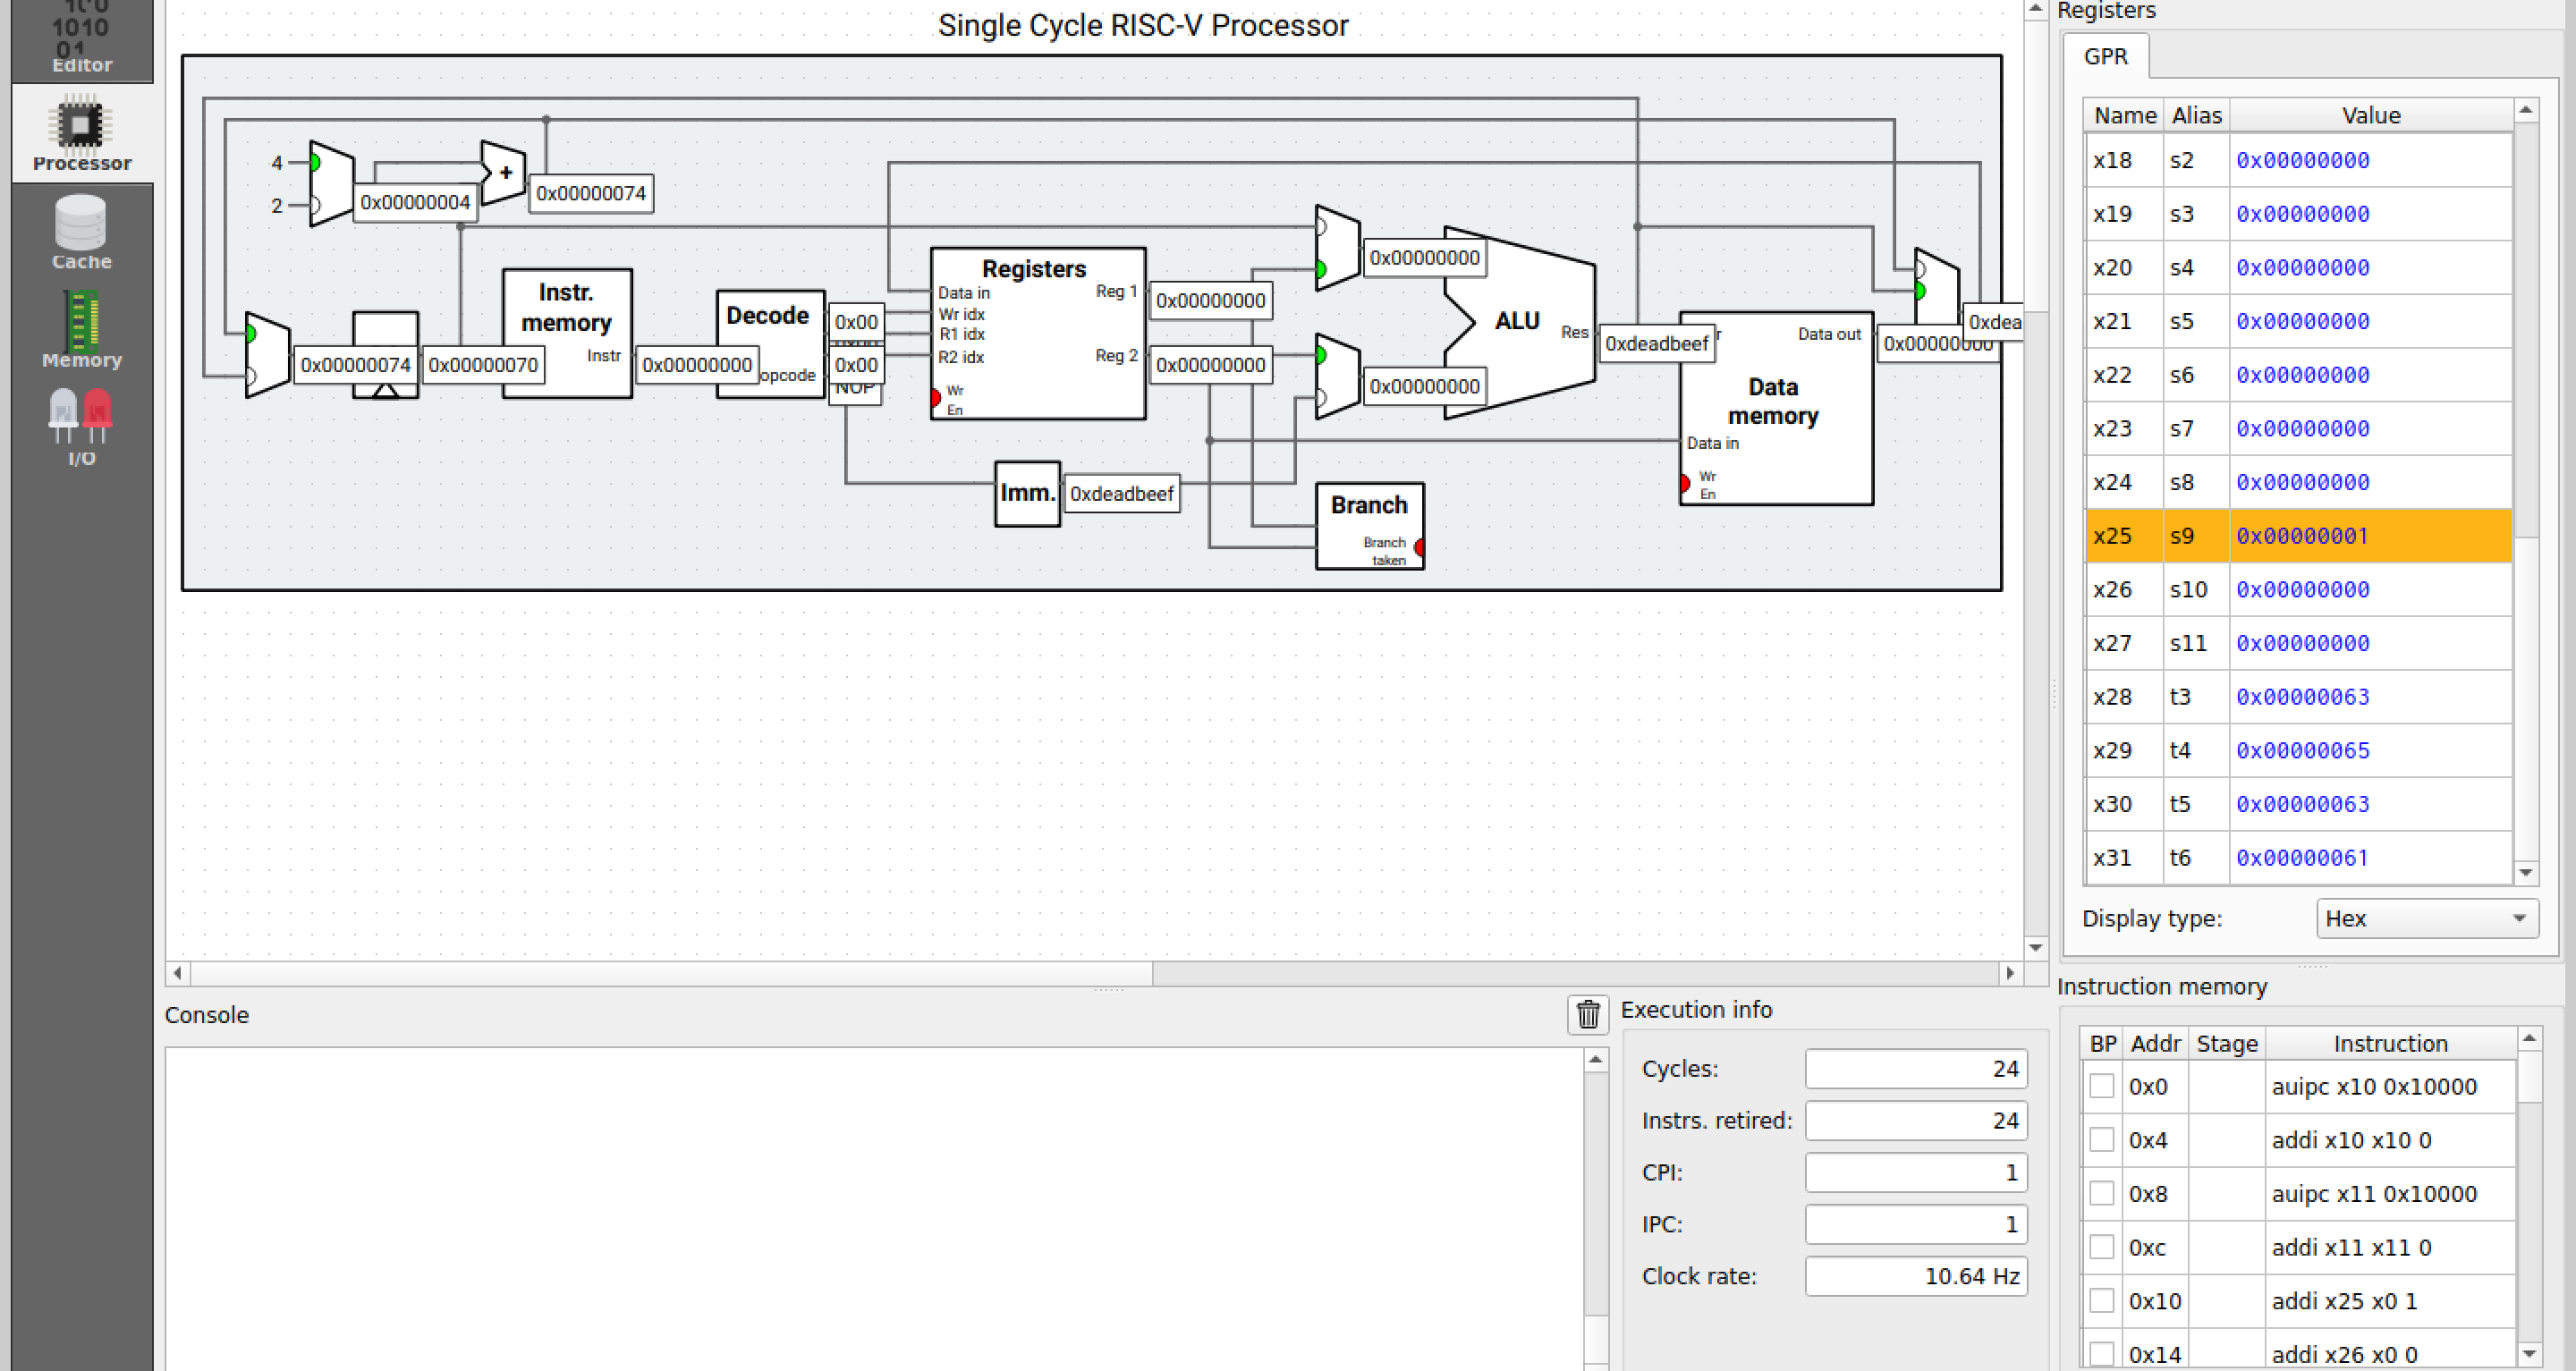 Single Cycle RISC-V Processor
1010
01
Editor
Processor
Cache
Memory
I/O
4
2
+
0x00000004
0x00000074
0x00000074
0x00000070
Instr.
memory
Instr
0x00000000
Decode
opcode
0x00
0x00
NOP
Registers
Data in
Wr idx
R1 idx
R2 idx
Wr
En
Reg 1
Reg 2
0x00000000
0x00000000
Imm.
0xdeadbeef
0x00000000
0x00000000
ALU
Res
0xdeadbeef
Branch
Branch
taken
r
Data out
Data
memory
Data in
Wr
En
0x00000000
0xdea
Console
Execution info
Cycles: 24
Instrs. retired: 24
CPI: 1
IPC: 1
Clock rate: 10.64 Hz
Registers
GPR
Name Alias Value
x18 s2 0x00000000
x19 s3 0x00000000
x20 s4 0x00000000
x21 s5 0x00000000
x22 s6 0x00000000
x23 s7 0x00000000
x24 s8 0x00000000
x25 s9 0x00000001
x26 s10 0x00000000
x27 s11 0x00000000
x28 t3 0x00000063
x29 t4 0x00000065
x30 t5 0x00000063
x31 t6 0x00000061
Display type: Hex
Instruction memory
BP Addr Stage Instruction
0x0 auipc x10 0x10000
0x4 addi x10 x10 0
0x8 auipc x11 0x10000
0xc addi x11 x11 0
0x10 addi x25 x0 1
0x14 addi x26 x0 0